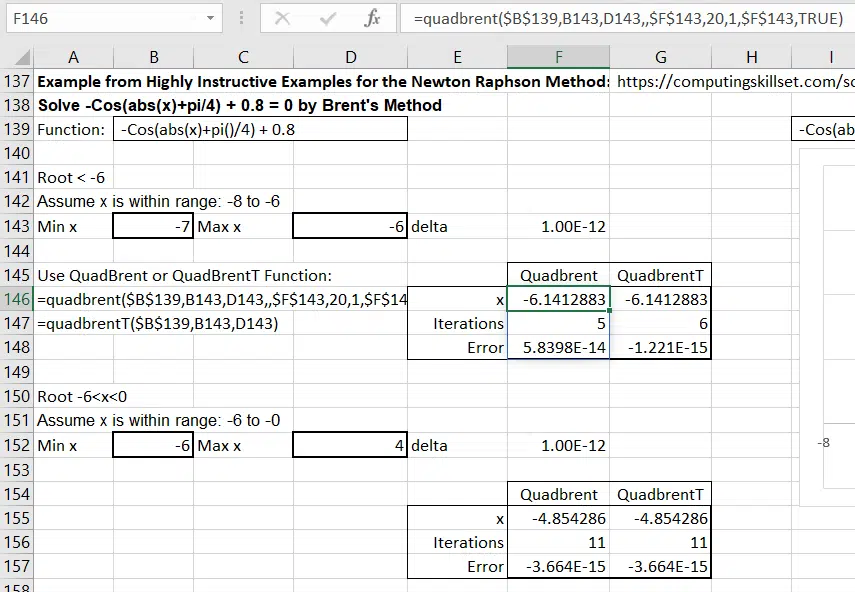 F146 fx =quadbrent($B$139,B143,D143,,$F$143,20,1,$F$143,TRUE)
A B C D E F G H I
137 Example from Highly Instructive Examples for the Newton Raphson Method: https://computingskillset.com/so
138 Solve -Cos(abs(x)+pi/4) + 0.8 = 0 by Brent's Method
139 Function: -Cos(abs(x)+pi()/4) + 0.8 -Cos(ab
140
141 Root < -6
142 Assume x is within range: -8 to -6
143 Min x -7 Max x -6 delta 1.00E-12
144
145 Use QuadBrent or QuadBrentT Function: Quadbrent QuadbrentT
146 =quadbrent($B$139,B143,D143,,$F$143,20,1,$F$14 x -6.1412883 -6.1412883
147 =quadbrentT($B$139,B143,D143) Iterations 5 6
148 Error 5.8398E-14 -1.221E-15
149
150 Root -6<x<0
151 Assume x is within range: -6 to -0
152 Min x -6 Max x 4 delta 1.00E-12 -8
153
154 Quadbrent QuadbrentT
155 x -4.854286 -4.854286
156 Iterations 11 11
157 Error -3.664E-15 -3.664E-15
158